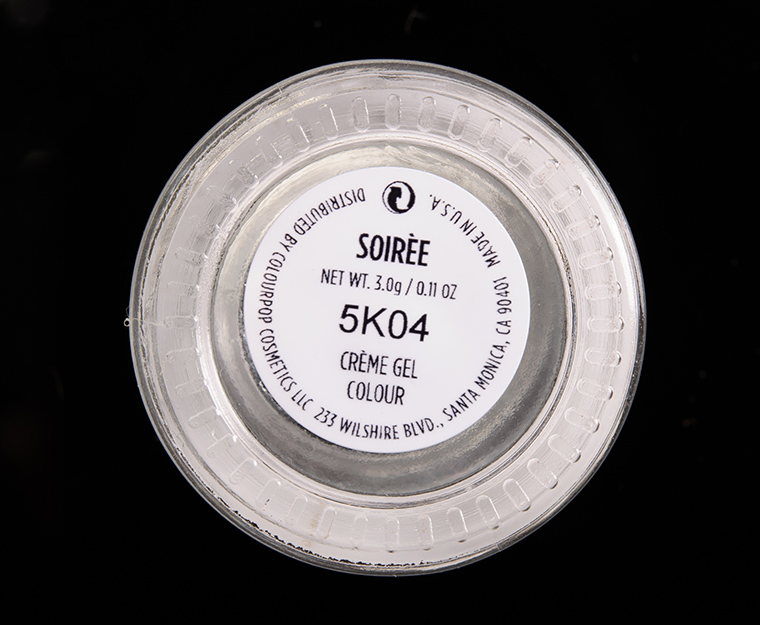 SOIRÈE
NET WT. 3.0g / 0.11 OZ
5K04
CRÈME GEL
COLOUR
DISTRIBUTED BY COLOURPOP COSMETICS LLC 233 WILSHIRE BLVD., SANTA MONICA, CA 90401 MADE IN U.S.A.